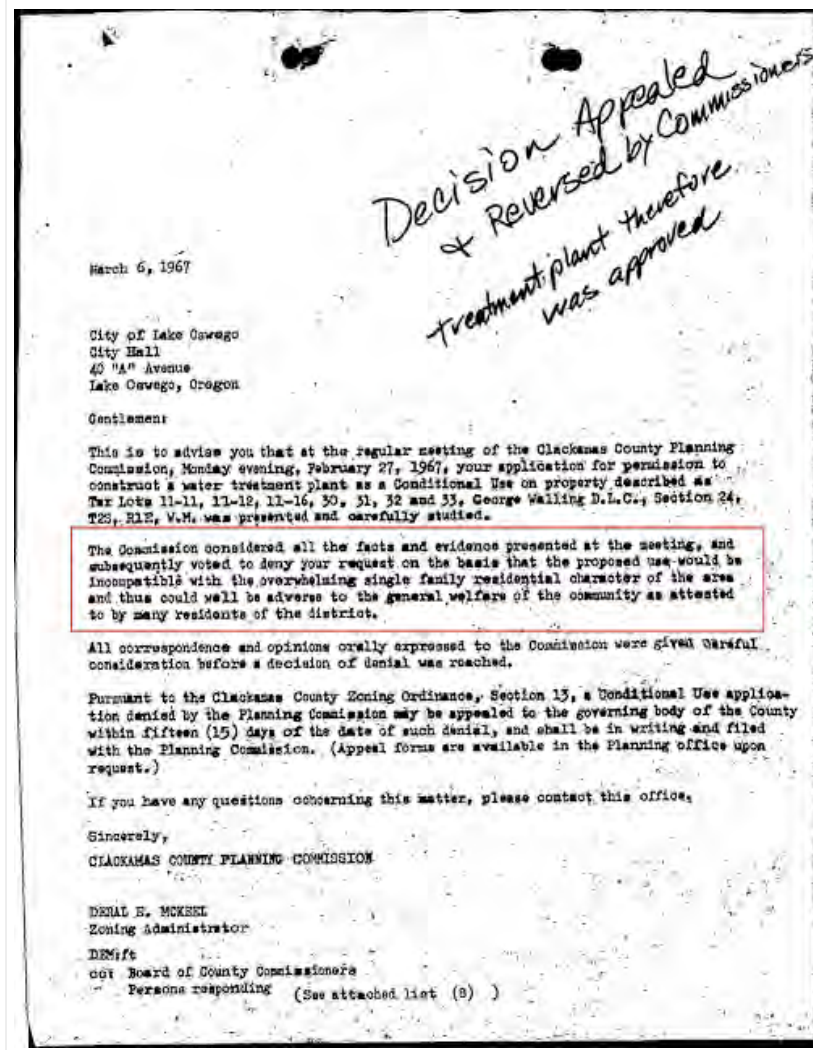 Decision Appealed
& Reversed by Commissioners
treatment plant therefore
was approved
March 6, 1967
City of Lake Oswego
City Hall
40 "A" Avenue
Lake Oswego, Oregon
Gentlemen:
This is to advise you that at the regular meeting of the Clackamas County Planning
Commission, Monday evening, February 27, 1967, your application for permission to
construct a water treatment plant as a Conditional Use on property described as
Tax Lots 11-11, 11-12, 11-16, 30, 31, 32 and 33, George Walling D.L.C., Section 24,
T2S, R1E, W.M. was presented and carefully studied.
The Commission considered all the facts and evidence presented at the meeting, and
subsequently voted to deny your request on the basis that the proposed use would be
incompatible with the overwhelming single family residential character of the area
and thus could well be adverse to the general welfare of the community as attested
to by many residents of the district.
All correspondence and opinions orally expressed to the Commission were given careful
consideration before a decision of denial was reached.
Pursuant to the Clackamas County Zoning Ordinance, Section 13, a Conditional Use applica-
tion denied by the Planning Commission may be appealed to the governing body of the County
within fifteen (15) days of the date of such denial, and shall be in writing and filed
with the Planning Commission. (Appeal forms are available in the Planning office upon
request.)
If you have any questions concerning this matter, please contact this office.
Sincerely,
CLACKAMAS COUNTY PLANNING COMMISSION
DERAL E. MCKEEL
Zoning Administrator
DEM:ft
cc: Board of County Commissioners
" Persons responding (See attached list (8) )